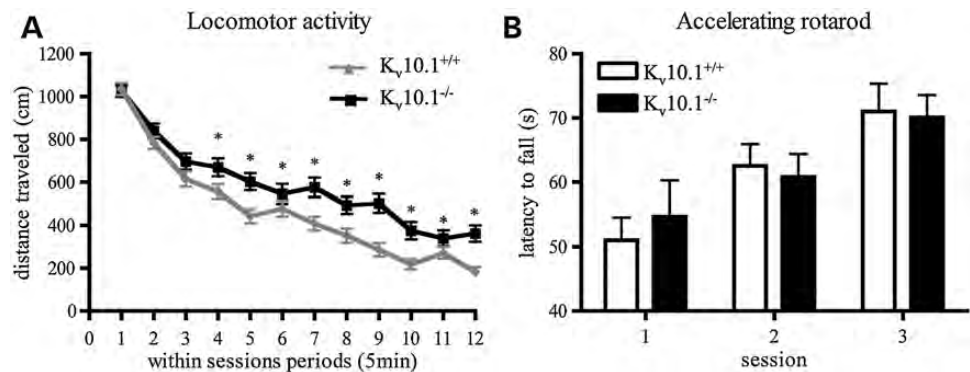 A
Locomotor activity
1200
1000
800
600
400
200
0
distance traveled (cm)
Kv10.1+/+
Kv10.1-/-
*
*
*
*
*
*
*
*
*
0 1 2 3 4 5 6 7 8 9 10 11 12
within sessions periods (5min)
B
Accelerating rotarod
80
70
60
50
40
latency to fall (s)
Kv10.1+/+
Kv10.1-/-
1 2 3
session